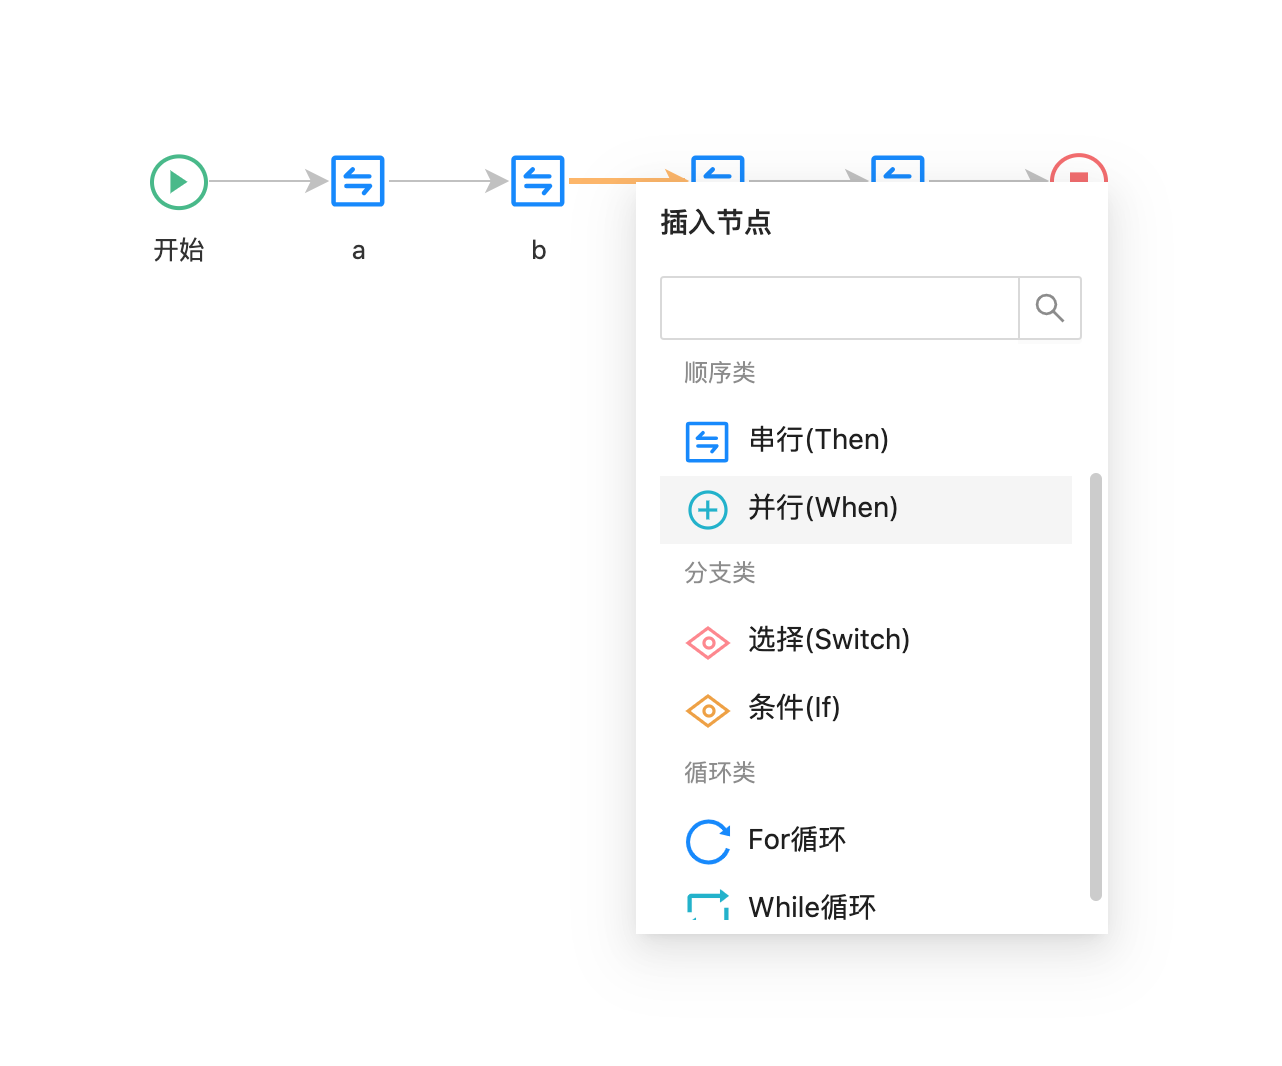 开始
a
b
插入节点
顺序类
串行(Then)
并行(When)
分支类
选择(Switch)
条件(If)
循环类
For循环
While循环